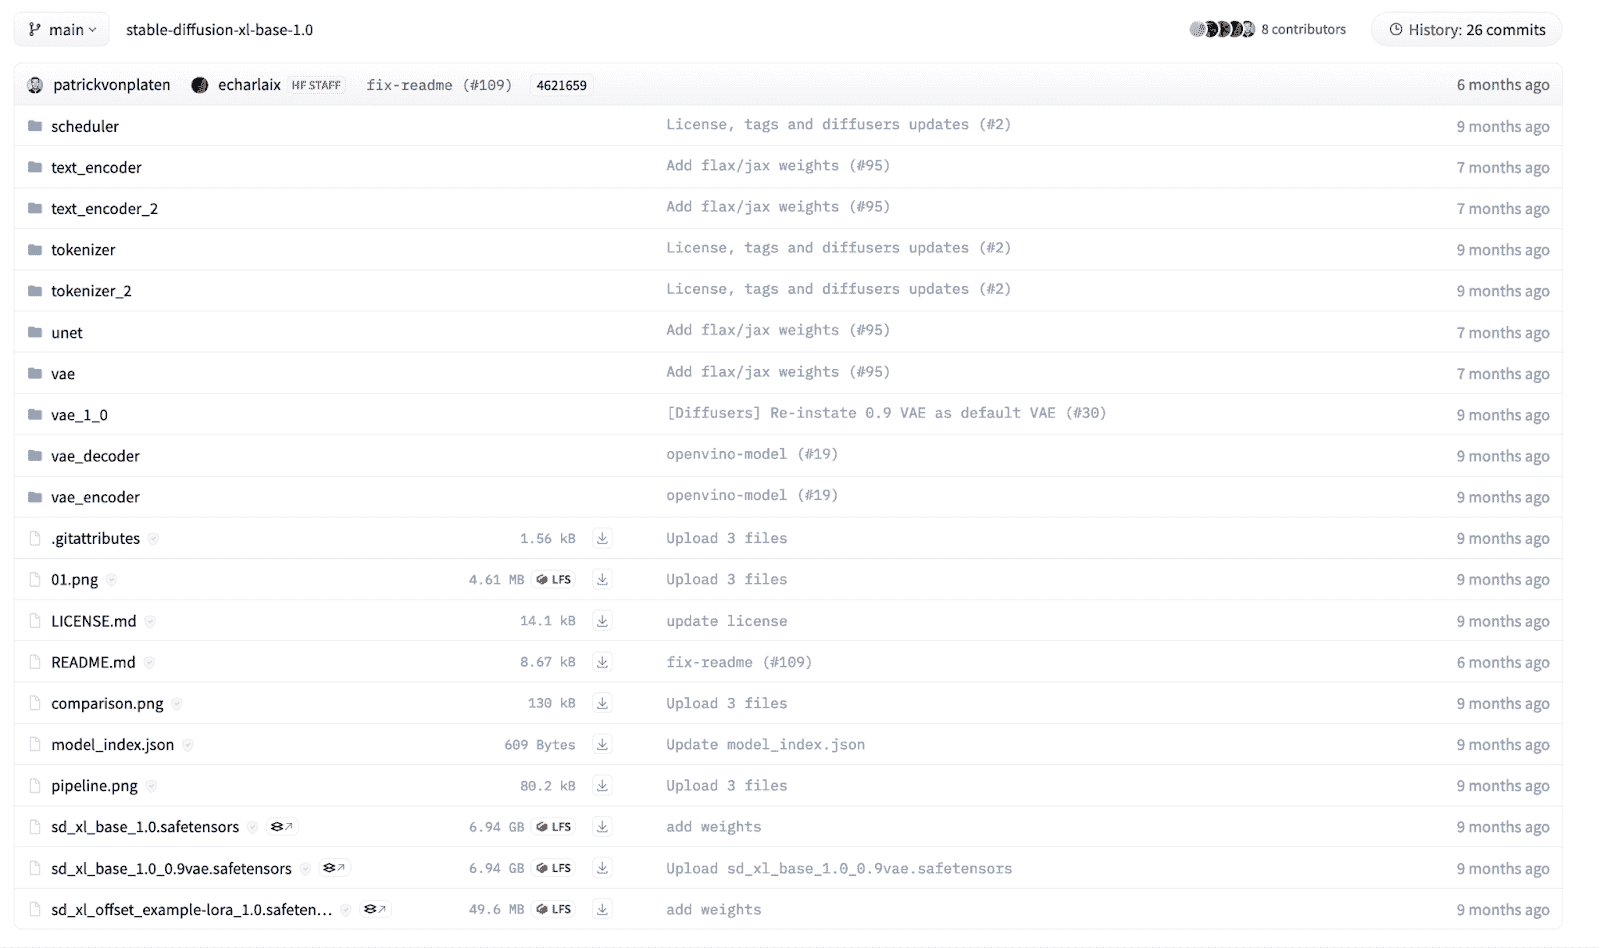 main stable-diffusion-xl-base-1.0 8 contributors History: 26 commits
patrickvonplaten echarlaix HF STAFF fix-readme (#109) 4621659 6 months ago
scheduler License, tags and diffusers updates (#2) 9 months ago
text_encoder Add flax/jax weights (#95) 7 months ago
text_encoder_2 Add flax/jax weights (#95) 7 months ago
tokenizer License, tags and diffusers updates (#2) 9 months ago
tokenizer_2 License, tags and diffusers updates (#2) 9 months ago
unet Add flax/jax weights (#95) 7 months ago
vae Add flax/jax weights (#95) 7 months ago
vae_1_0 [Diffusers] Re-instate 0.9 VAE as default VAE (#30) 9 months ago
vae_decoder openvino-model (#19) 9 months ago
vae_encoder openvino-model (#19) 9 months ago
.gitattributes 1.56 kB Upload 3 files 9 months ago
01.png 4.61 MB LFS Upload 3 files 9 months ago
LICENSE.md 14.1 kB update license 9 months ago
README.md 8.67 kB fix-readme (#109) 6 months ago
comparison.png 130 kB Upload 3 files 9 months ago
model_index.json 609 Bytes Update model_index.json 9 months ago
pipeline.png 80.2 kB Upload 3 files 9 months ago
sd_xl_base_1.0.safetensors 6.94 GB LFS add weights 9 months ago
sd_xl_base_1.0_0.9vae.safetensors 6.94 GB LFS Upload sd_xl_base_1.0_0.9vae.safetensors 9 months ago
sd_xl_offset_example-lora_1.0.safeten... 49.6 MB LFS add weights 9 months ago